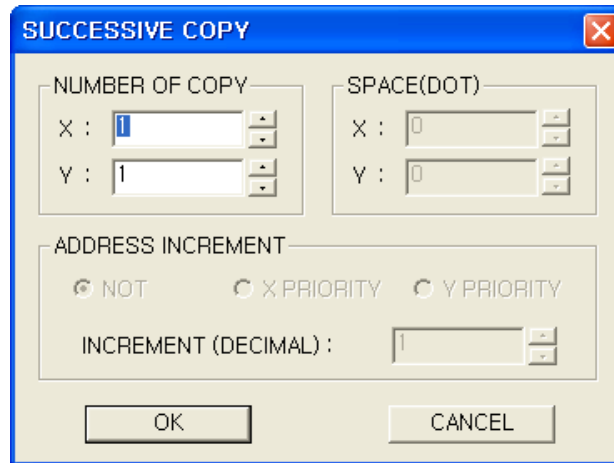 SUCCESSIVE COPY
NUMBER OF COPY
X : 1
Y : 1
SPACE(DOT)
X : 0
Y : 0
ADDRESS INCREMENT
NOT X PRIORITY Y PRIORITY
INCREMENT (DECIMAL) : 1
OK CANCEL